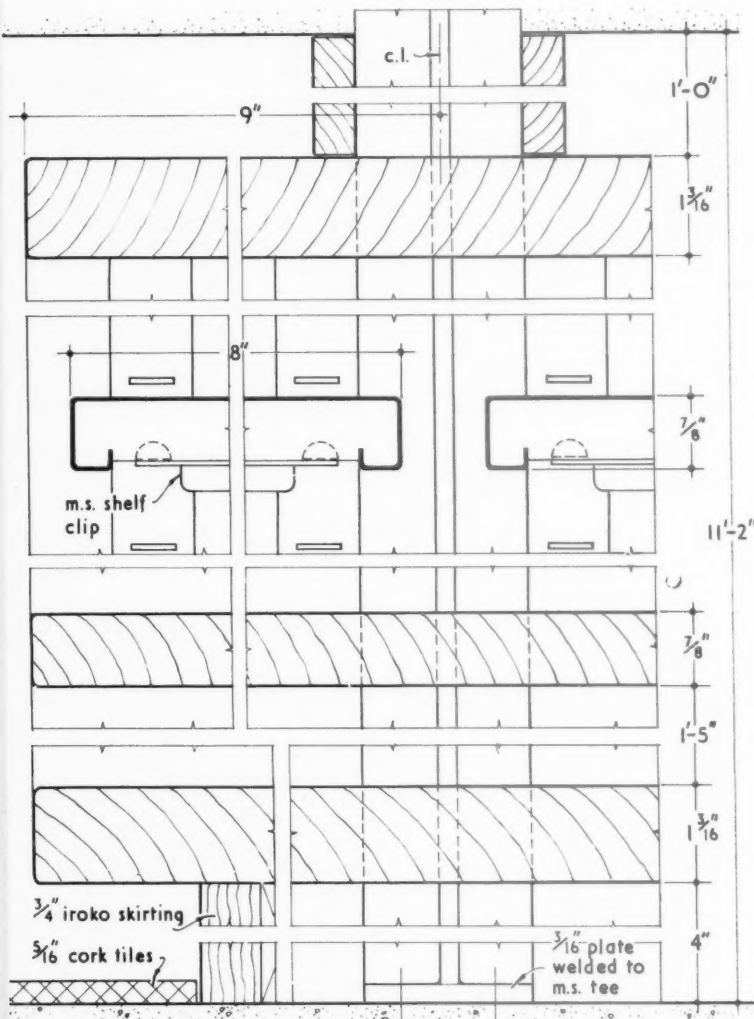 c.l.
1'-0"
9"
1 3/16"
8"
7/8"
m.s. shelf
clip
11'-2"
7/8"
1'-5"
1 3/16"
3/4" iroko skirting
5/16" cork tiles
3/16" plate
welded to
m.s. tee
4"